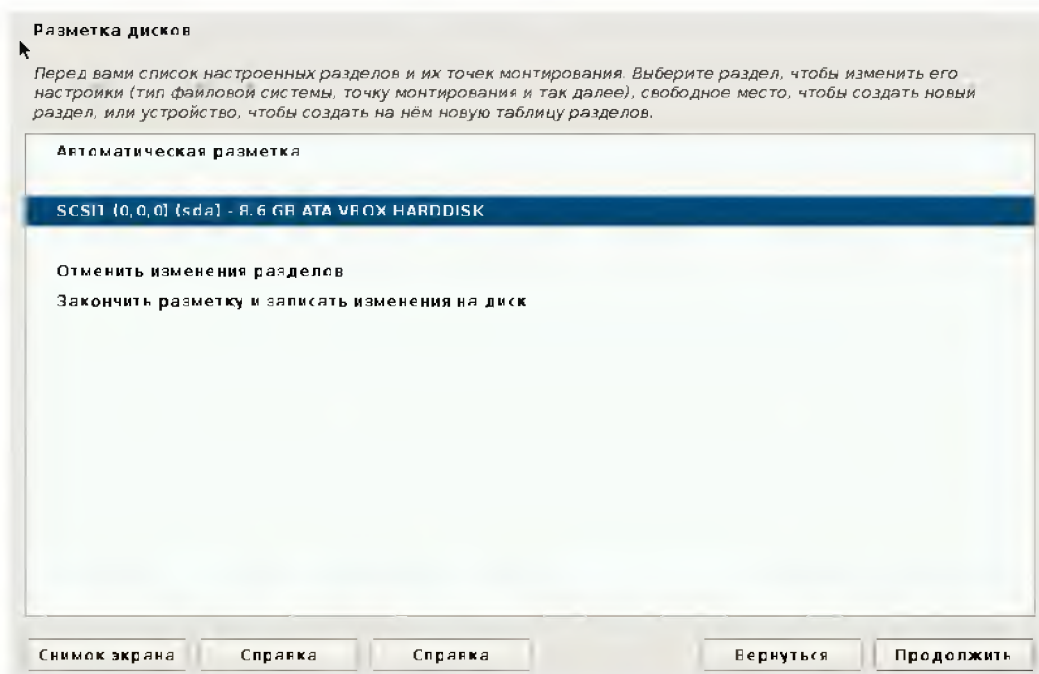 Разметка дисков
Перед вами список настроенных разделов и их точек монтирования. Выберите раздел, чтобы изменить его
настройки (тип файловой системы, точку монтирования и так далее), свободное место, чтобы создать новый
раздел, или устройство, чтобы создать на нём новую таблицу разделов.
Автоматическая разметка
SCSI1 (0,0,0) (sda) - 8.6 GB ATA VBOX HARDDISK
Отменить изменения разделов
Закончить разметку и записать изменения на диск
Снимок экрана
Справка
Справка
Вернуться
Продолжить